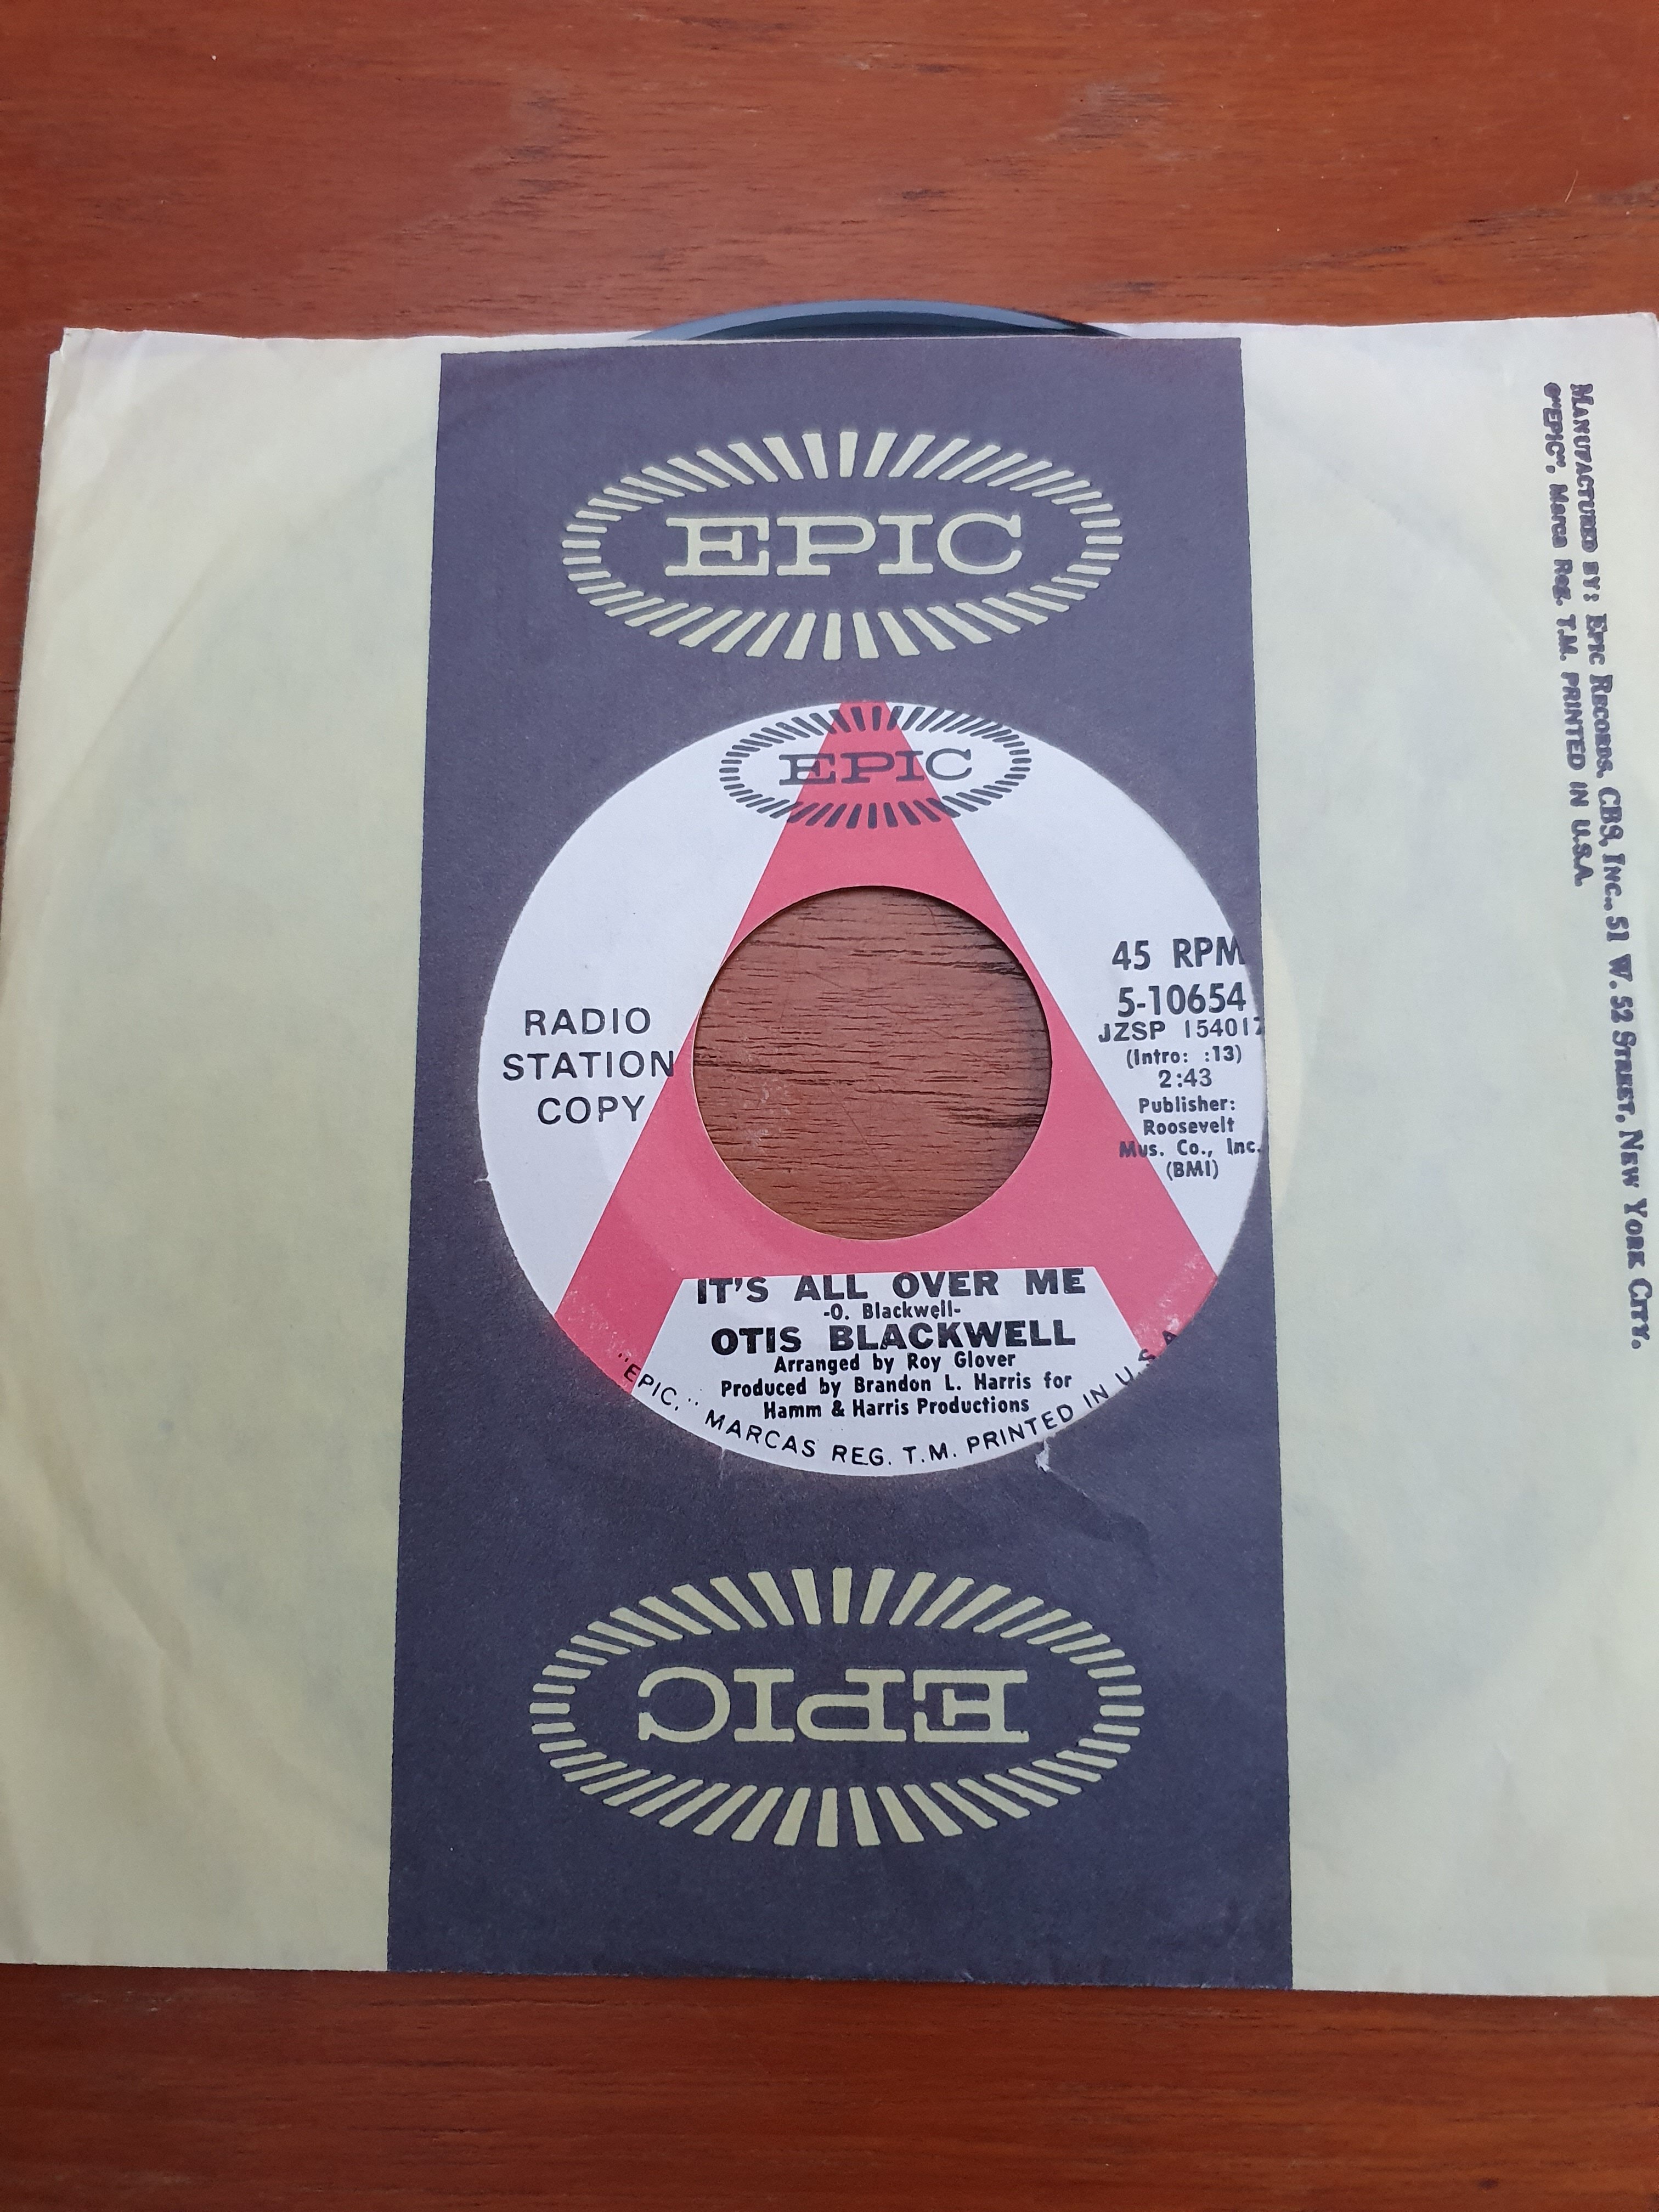 EPIC
EPIC
RADIO
STATION
COPY
45 RPM
5-10654
JZSP 154017
(Intro: :13)
2:43
Publisher:
Roosevelt
Mus. Co., Inc.
(BMI)
IT'S ALL OVER ME
-O. Blackwell-
OTIS BLACKWELL
Arranged by Roy Glover
Produced by Brandon L. Harris for
Hamm & Harris Productions
"EPIC," MARCAS REG. T.M. PRINTED IN U.S.A.
EPIC
MANUFACTURED BY: EPIC RECORDS, CBS, INC., 51 W. 52 STREET, NEW YORK CITY.
®"EPIC", Marca Reg. T.M. PRINTED IN U.S.A.